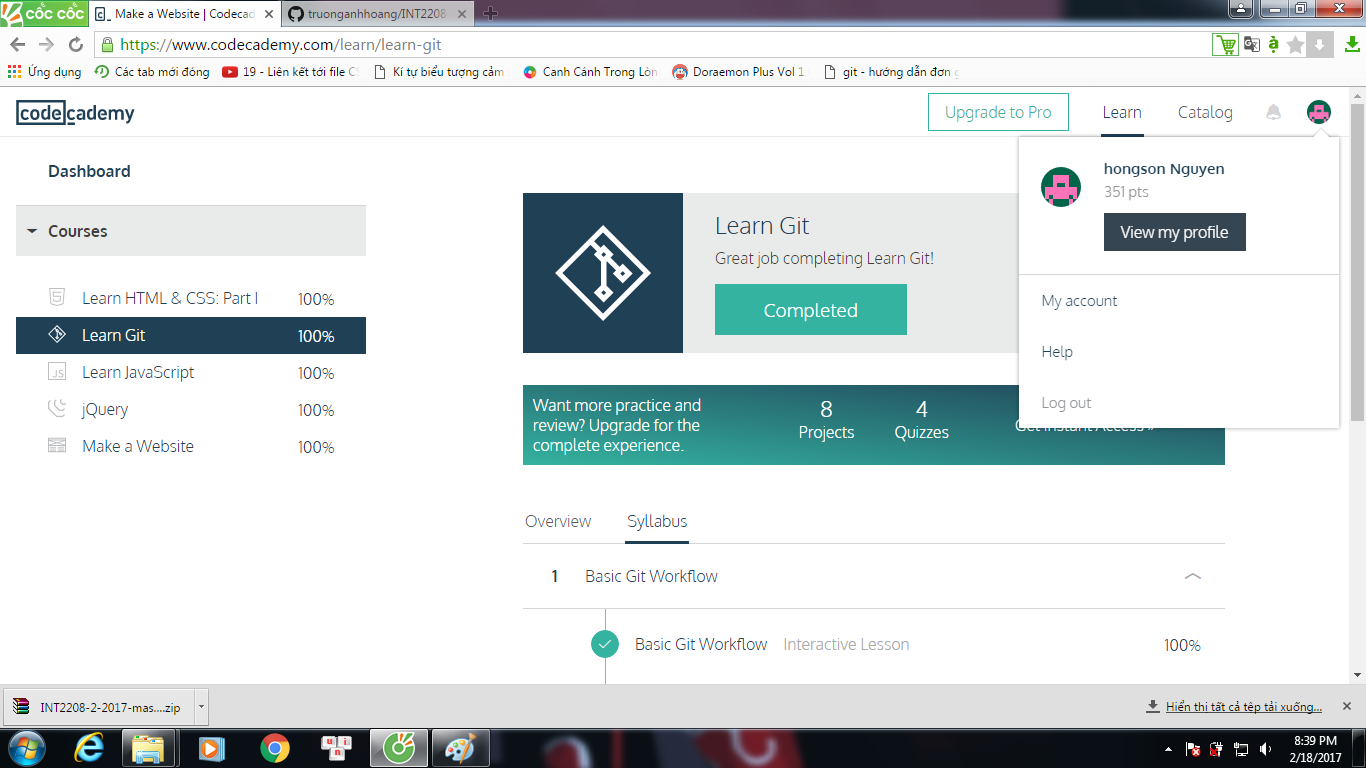 cốc cốc
Make a Website | Codecad
truonganhhoang/INT2208
https://www.codecademy.com/learn/learn-git
Ứng dụng
Các tab mới đóng
19 - Liên kết tới file CS
Kí tự biểu tượng cảm
Canh Cánh Trong Lòn
Doraemon Plus Vol 1
git - hướng dẫn đơn g
codecademy
Upgrade to Pro
Learn
Catalog
hongson Nguyen
351 pts
View my profile
My account
Help
Log out
Dashboard
Courses
Learn HTML & CSS: Part I 100%
Learn Git 100%
Learn JavaScript 100%
jQuery 100%
Make a Website 100%
Learn Git
Great job completing Learn Git!
Completed
Want more practice and
review? Upgrade for the
complete experience.
8
Projects
4
Quizzes
Get Instant Access »
Overview
Syllabus
1 Basic Git Workflow
Basic Git Workflow Interactive Lesson 100%
INT2208-2-2017-mas....zip
Hiển thị tất cả tệp tải xuống...
8:39 PM
2/18/2017